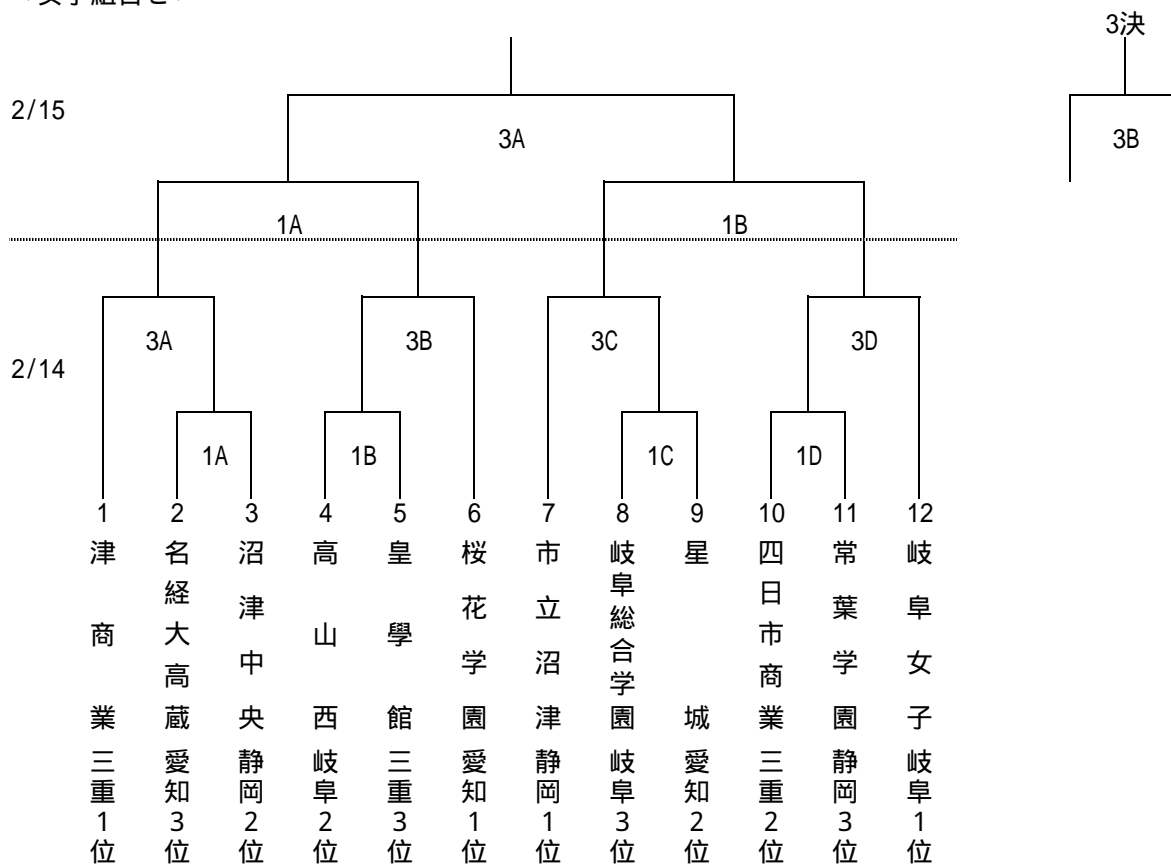 女子組合せ
3決
2/15
3A
3B
1A
1B
3A
3B
3C
3D
2/14
1A
1B
1C
1D
1 津商業 三重1位
2 名経大高蔵 愛知3位
3 沼津中央 静岡2位
4 高山西 岐阜2位
5 皇學館 三重3位
6 桜花学園 愛知1位
7 市立沼津 静岡1位
8 岐阜総合学園 岐阜3位
9 星城 愛知2位
10 四日市商業 三重2位
11 常葉学園 静岡3位
12 岐阜女子 岐阜1位